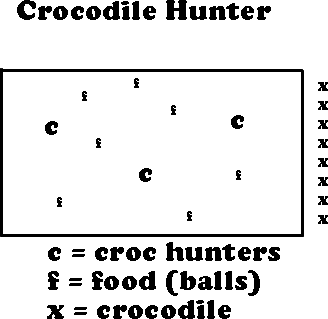 Crocodile Hunter
f x
f
f x
c c x
f x
x
c f x
f x
f x
c = croc hunters
f = food (balls)
x = crocodile